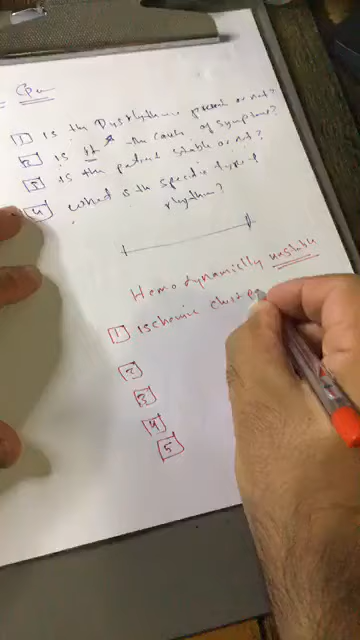 1 Is the Dysrhythmia present or not?
2 Is it the cause of symptoms?
3 Is the patient stable or not?
4 What is the specific type of
rhythm?
Hemodynamically unstable
1 Ischemic chest
2
3
4
5